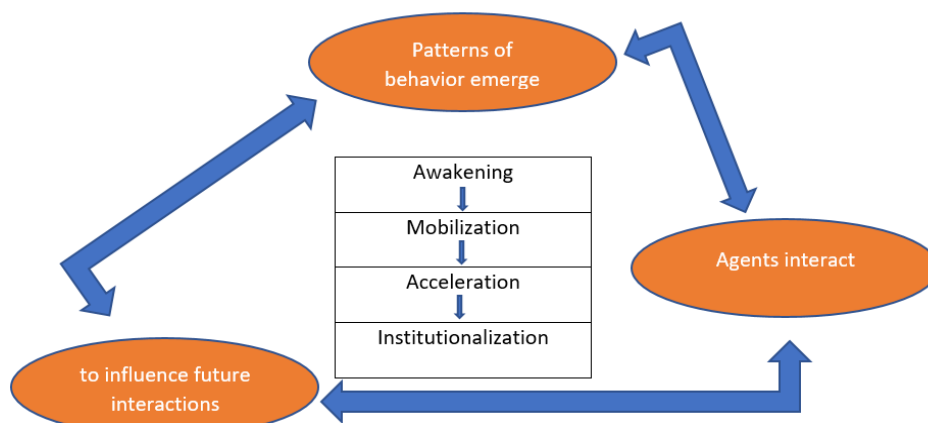 Patterns of
behavior emerge
Awakening
Mobilization
Acceleration
Institutionalization
Agents interact
to influence future
interactions